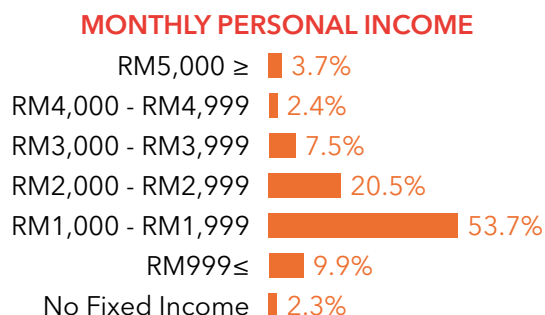 MONTHLY PERSONAL INCOME
RM5,000 ≥ 3.7%
RM4,000 - RM4,999 2.4%
RM3,000 - RM3,999 7.5%
RM2,000 - RM2,999 20.5%
RM1,000 - RM1,999 53.7%
RM999≤ 9.9%
No Fixed Income 2.3%